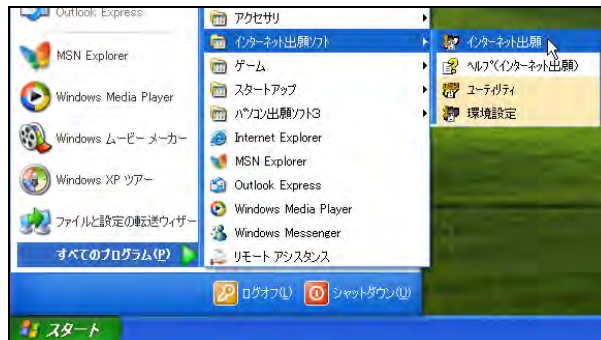 Outlook Express
MSN Explorer
Windows Media Player
Windows ムービー メーカー
Windows XP ツアー
ファイルと設定の転送ウィザー
すべてのプログラム(P)
アクセサリ
インターネット出願ソフト
ゲーム
スタートアップ
パソコン出願ソフト3
Internet Explorer
MSN Explorer
Outlook Express
Windows Media Player
Windows Messenger
リモート アシスタンス
インターネット出願
ヘルプ(インターネット出願)
ユーティリティ
環境設定
ログオフ(L)
シャットダウン(U)
スタート